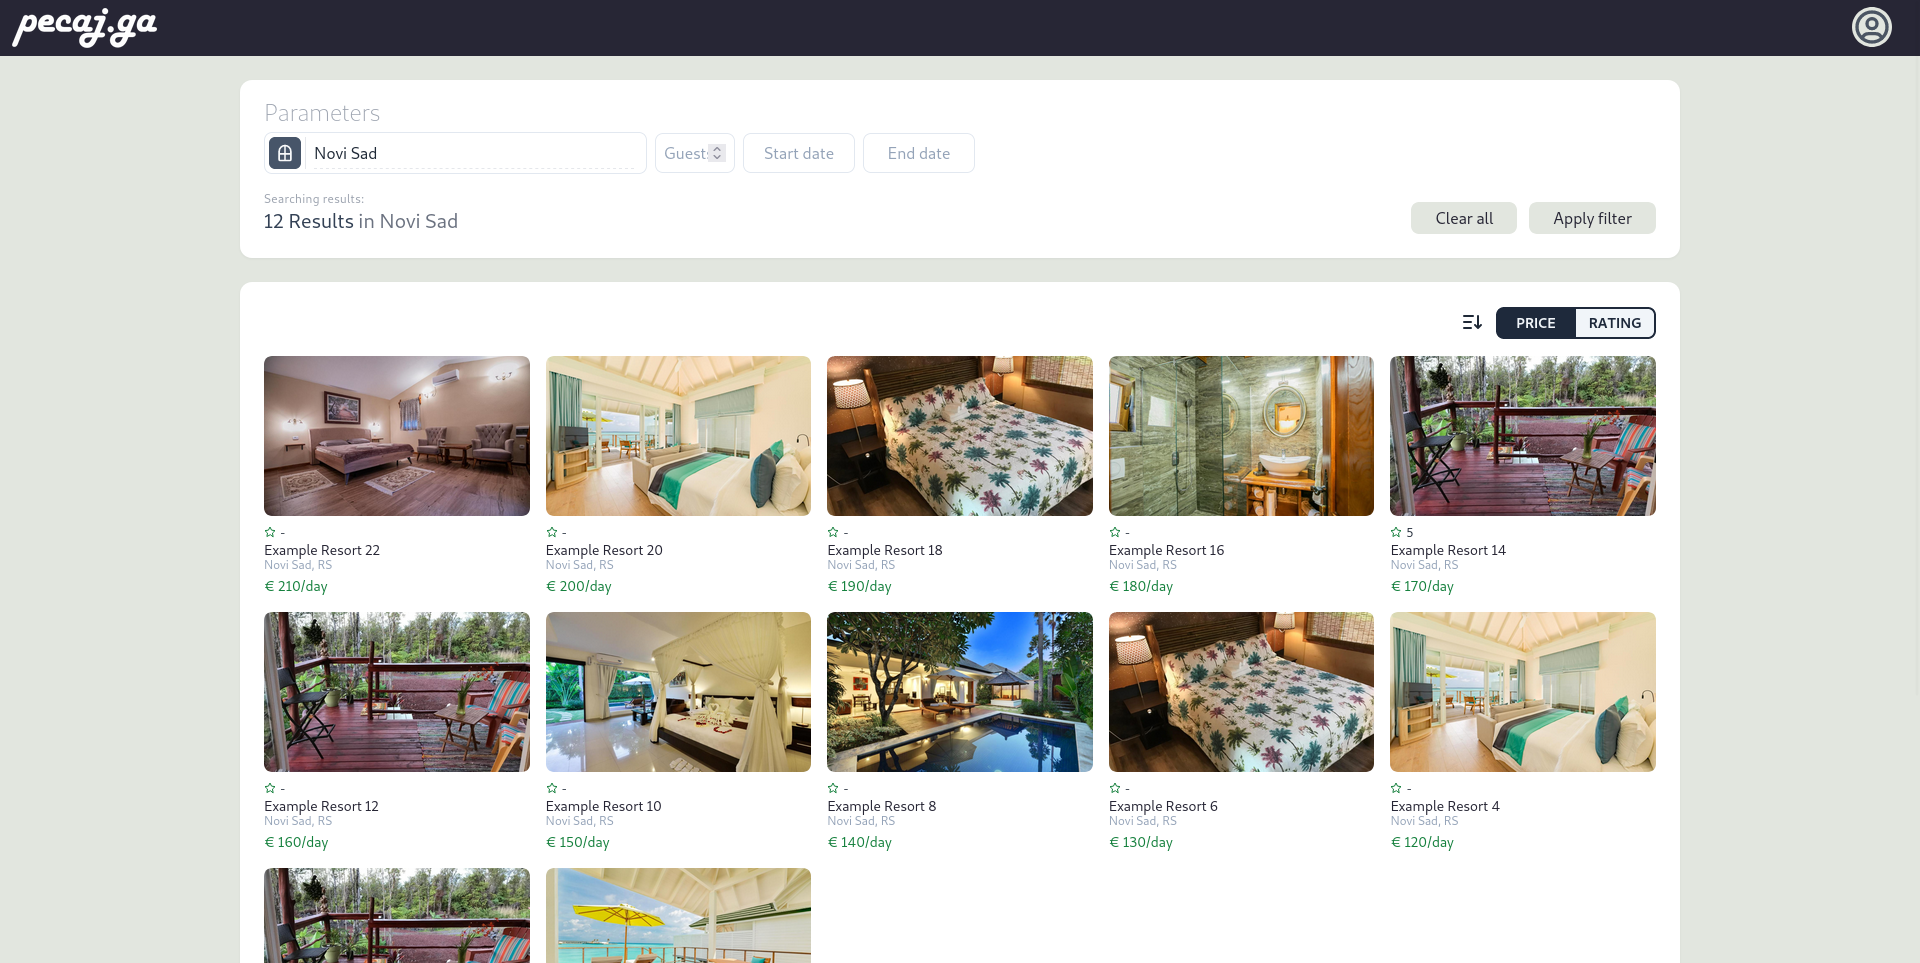 pecaj.ga
Parameters
Novi Sad
Guests
Start date
End date
Searching results:
12 Results in Novi Sad
Clear all
Apply filter
PRICE
RATING
-
Example Resort 22
Novi Sad, RS
€ 210/day
-
Example Resort 20
Novi Sad, RS
€ 200/day
-
Example Resort 18
Novi Sad, RS
€ 190/day
-
Example Resort 16
Novi Sad, RS
€ 180/day
5
Example Resort 14
Novi Sad, RS
€ 170/day
-
Example Resort 12
Novi Sad, RS
€ 160/day
-
Example Resort 10
Novi Sad, RS
€ 150/day
-
Example Resort 8
Novi Sad, RS
€ 140/day
-
Example Resort 6
Novi Sad, RS
€ 130/day
-
Example Resort 4
Novi Sad, RS
€ 120/day